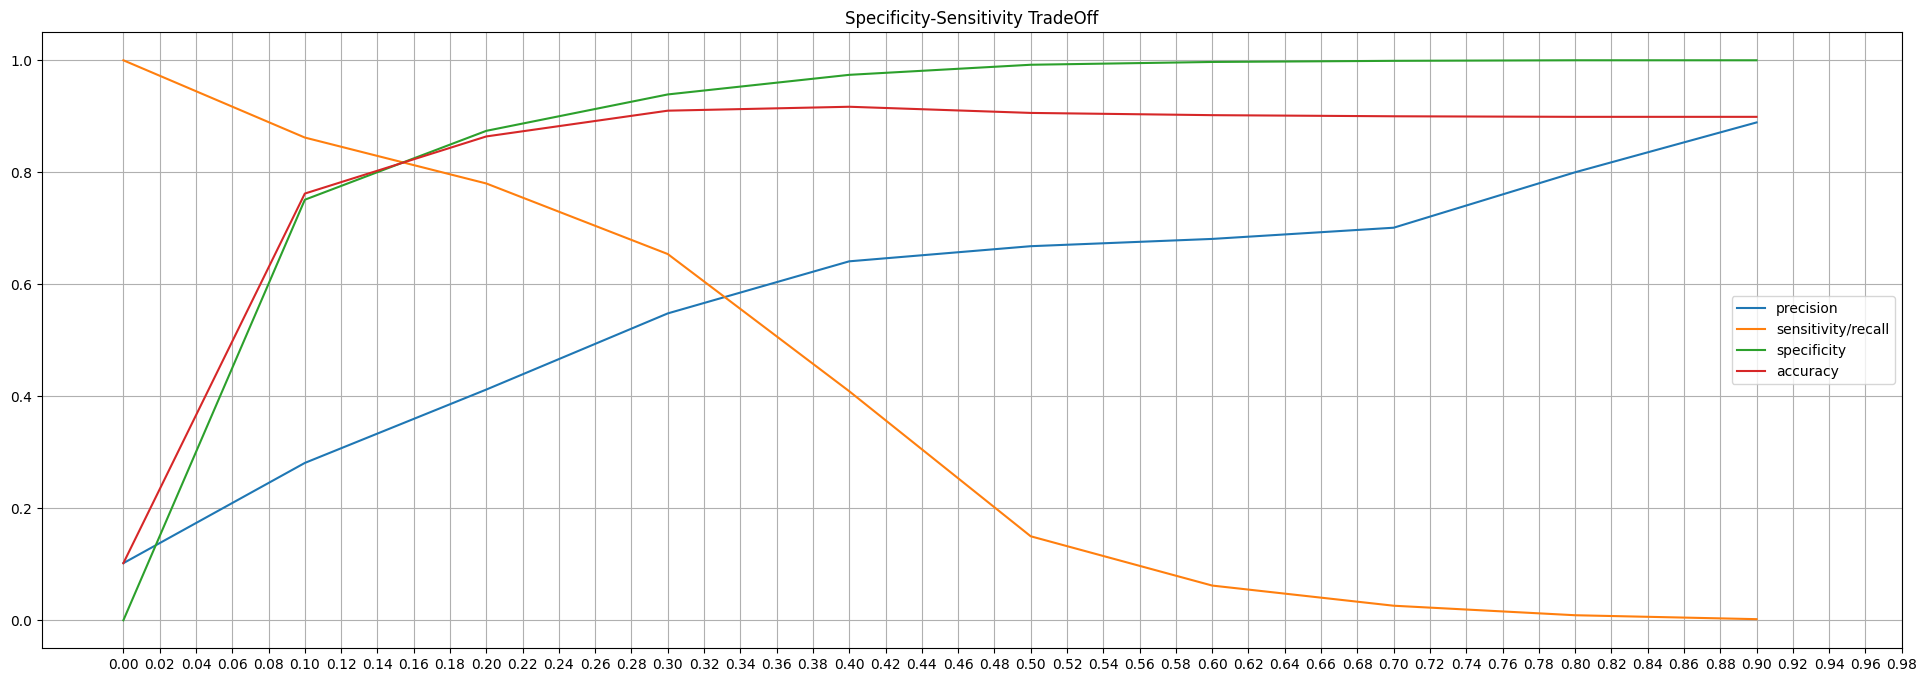 Specificity-Sensitivity TradeOff
1.0
0.8
0.6
0.4
0.2
0.0
precision
sensitivity/recall
specificity
accuracy
0.00 0.02 0.04 0.06 0.08 0.10 0.12 0.14 0.16 0.18 0.20 0.22 0.24 0.26 0.28 0.30 0.32 0.34 0.36 0.38 0.40 0.42 0.44 0.46 0.48 0.50 0.52 0.54 0.56 0.58 0.60 0.62 0.64 0.66 0.68 0.70 0.72 0.74 0.76 0.78 0.80 0.82 0.84 0.86 0.88 0.90 0.92 0.94 0.96 0.98